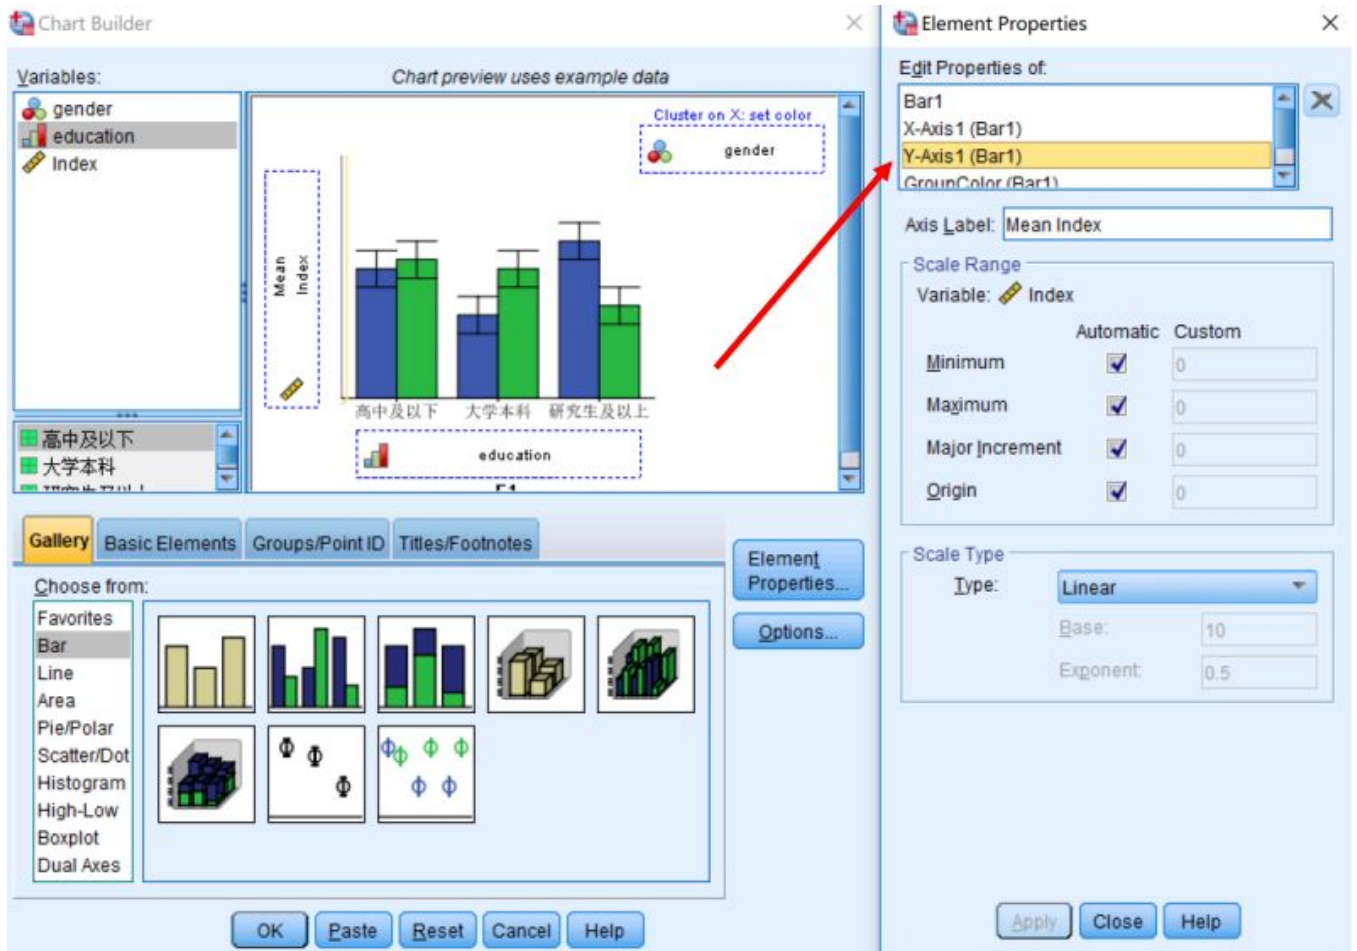 Chart Builder
Variables:
gender
education
Index
高中及以下
大学本科
Chart preview uses example data
Cluster on X: set color
gender
Mean
Index
高中及以下 大学本科 研究生及以上
education
Gallery Basic Elements Groups/Point ID Titles/Footnotes
Choose from:
Favorites
Bar
Line
Area
Pie/Polar
Scatter/Dot
Histogram
High-Low
Boxplot
Dual Axes
Element
Properties...
Options...
OK Paste Reset Cancel Help
Element Properties
Edit Properties of:
Bar1
X-Axis1 (Bar1)
Y-Axis1 (Bar1)
GroupColor (Bar1)
Axis Label: Mean Index
Scale Range
Variable: Index
Automatic Custom
Minimum 0
Maximum 0
Major Increment 0
Origin 0
Scale Type
Type: Linear
Base: 10
Exponent: 0.5
Apply Close Help